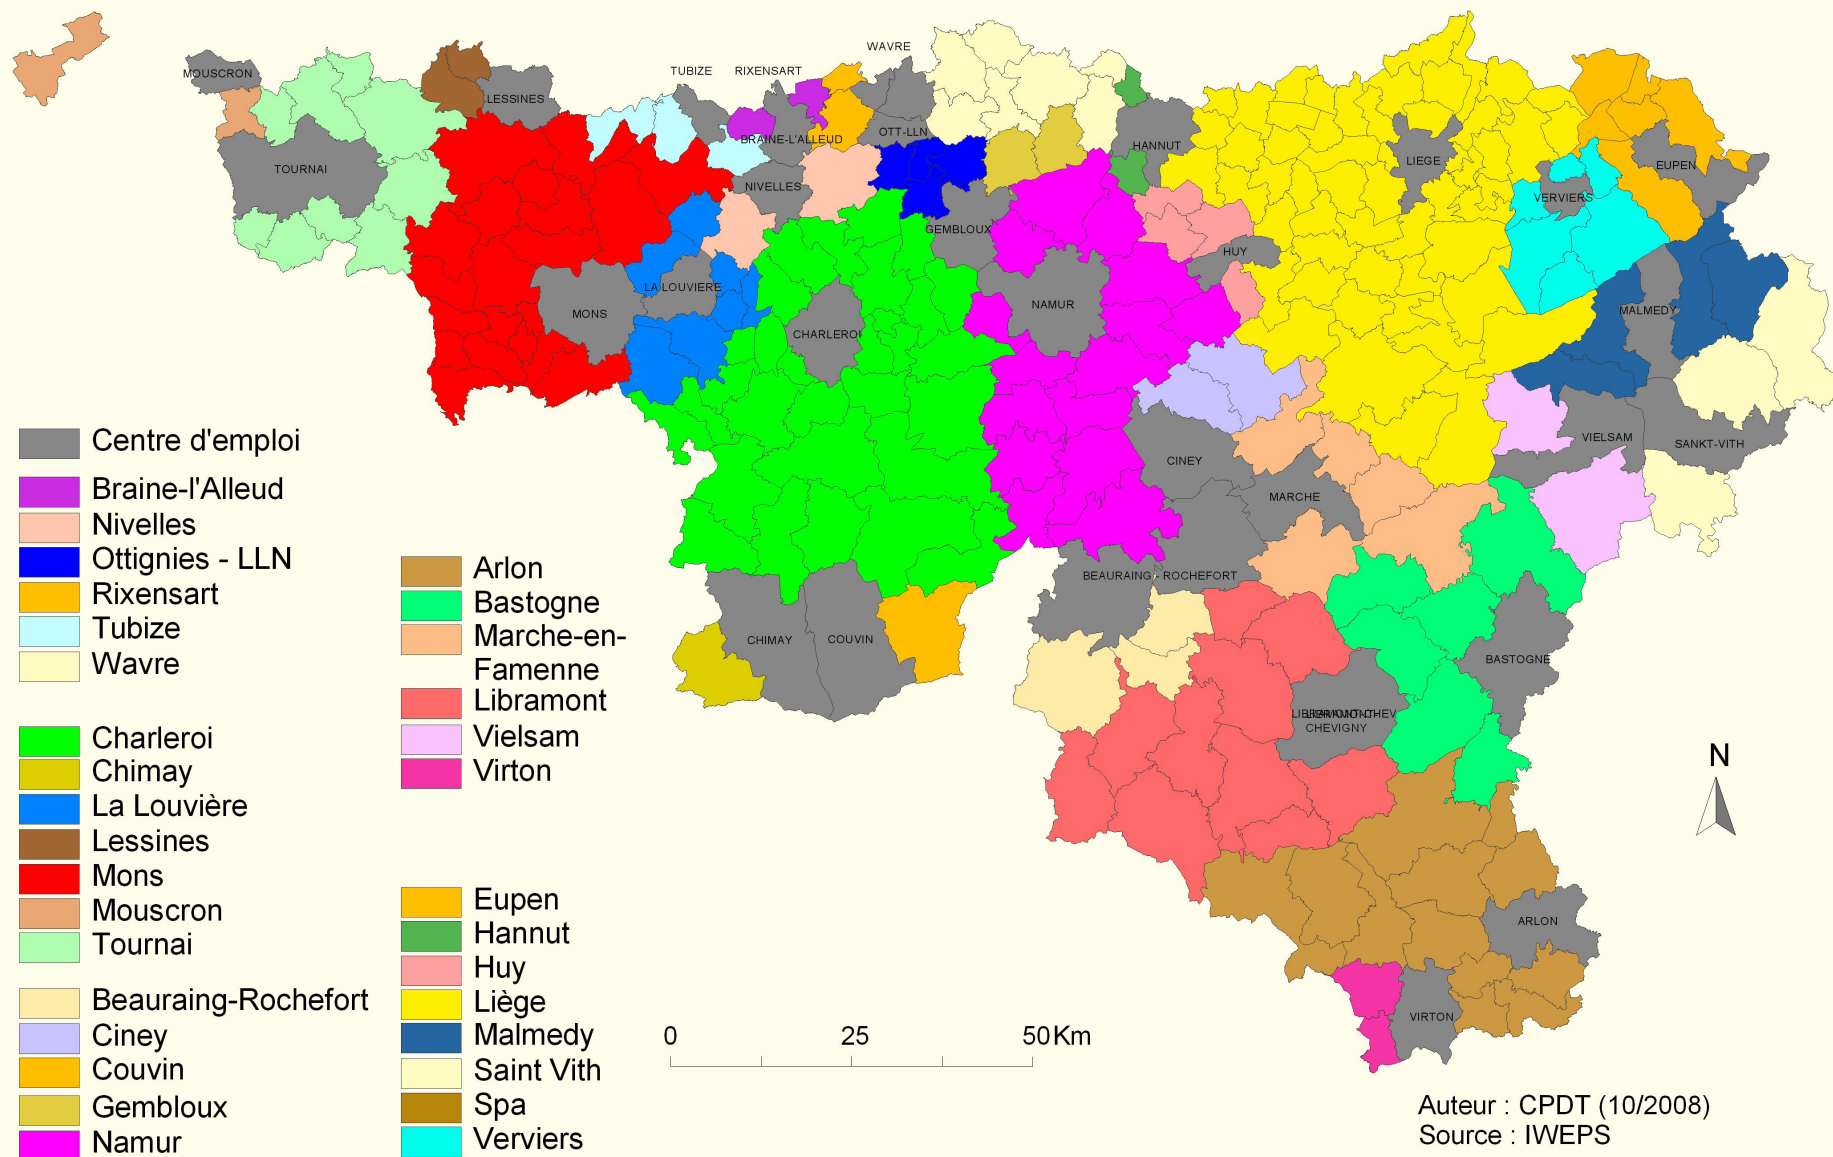 WAVRE
MOUSCRON
TUBIZE
RIXENSART
LESSINES
BRAINE-L'ALLEUD
OTT-LLN
HANNUT
LIEGE
EUPEN
TOURNAI
NIVELLES
VERVIERS
GEMBLOUX
HUY
LA LOUVIERE
MONS
NAMUR
CHARLEROI
MALMEDY
CINEY
MARCHE
VIELSAM
SANKT-VITH
BEAURAING - ROCHEFORT
CHIMAY
COUVIN
BASTOGNE
CHEVIGNY
ARLON
VIRTON
Centre d'emploi
Braine-l'Alleud
Nivelles
Ottignies - LLN
Rixensart
Tubize
Wavre
Charleroi
Chimay
La Louvière
Lessines
Mons
Mouscron
Tournai
Beauraing-Rochefort
Ciney
Couvin
Gembloux
Namur
Arlon
Bastogne
Marche-en-
Famenne
Libramont
Vielsam
Virton
Eupen
Hannut
Huy
Liège
Malmedy
Saint Vith
Spa
Verviers
0 25 50Km
N
Auteur : CPDT (10/2008)
Source : IWEPS